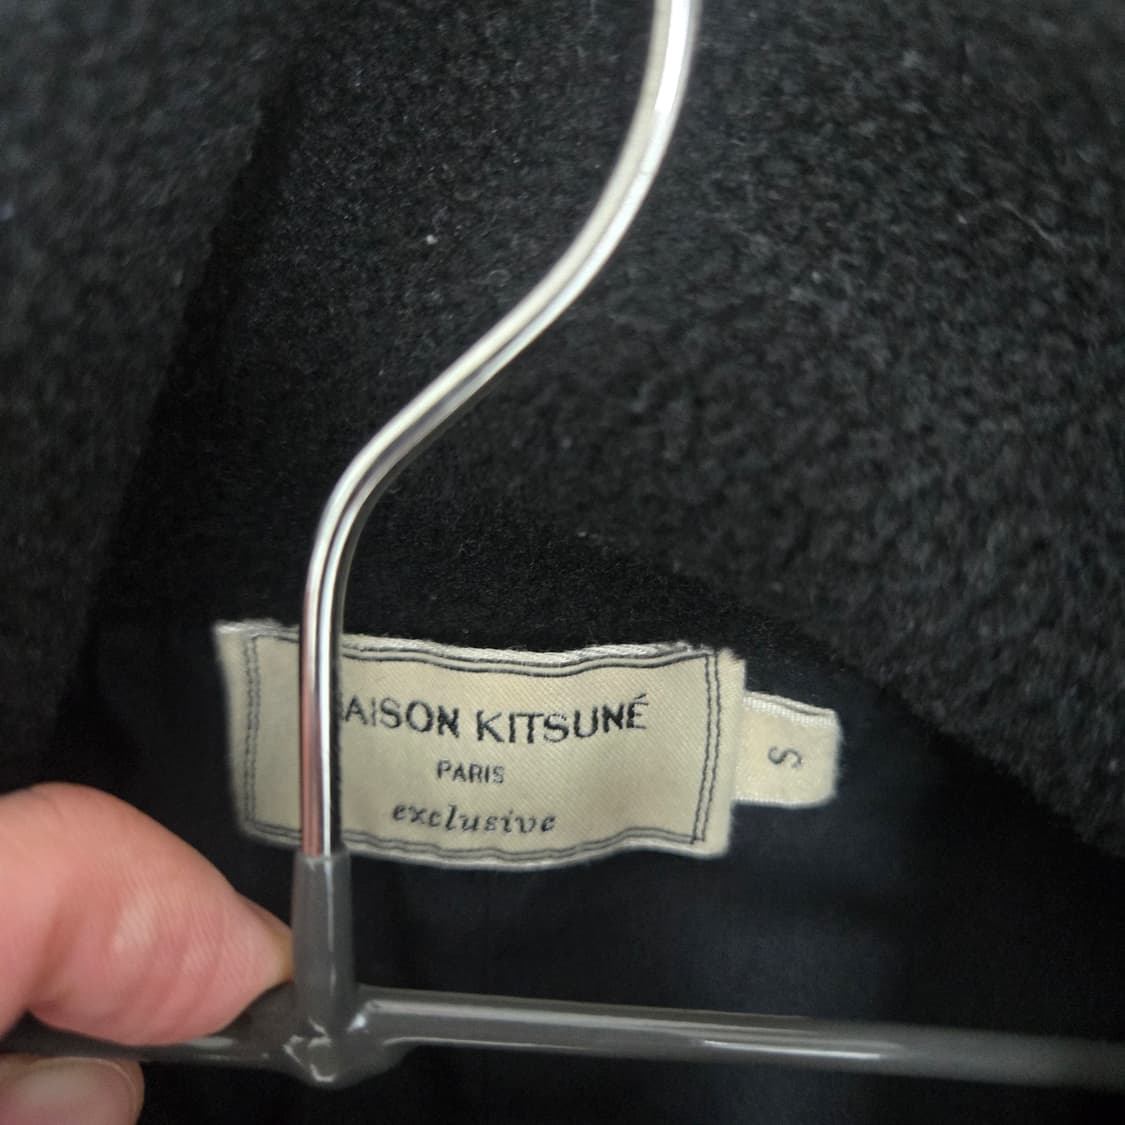 AISON KITSUNÉ
PARIS
exclusive
S